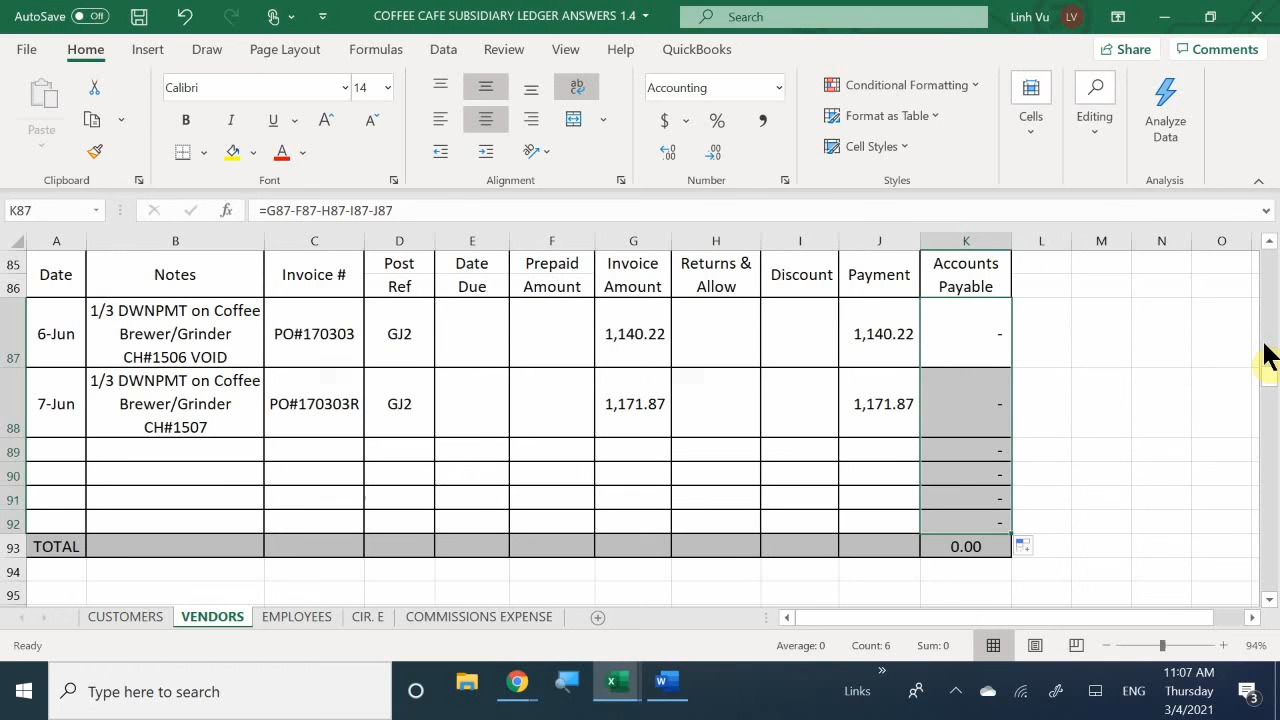 AutoSave Off COFFEE CAFE SUBSIDIARY LEDGER ANSWERS 1.4 Search Linh Vu LV
File Home Insert Draw Page Layout Formulas Data Review View Help QuickBooks Share Comments
Paste
Clipboard
Calibri 14
B I U A A
A
Font
ab
Alignment
Accounting
$ % ,
.00
.00
Number
Conditional Formatting
Format as Table
Cell Styles
Styles
Cells
Editing
Analyze
Data
Analysis
K87 fx =G87-F87-H87-I87-J87
A B C D E F G H I J K L M N O
85 Date Notes Invoice # Post Date Prepaid Invoice Returns & Discount Payment Accounts
86 Ref Due Amount Amount Allow Payable
1/3 DWNPMT on Coffee
6-Jun Brewer/Grinder PO#170303 GJ2 1,140.22 1,140.22 -
87 CH#1506 VOID
1/3 DWNPMT on Coffee
7-Jun Brewer/Grinder PO#170303R GJ2 1,171.87 1,171.87 -
88 CH#1507
89 -
90 -
91 -
92 -
93 TOTAL 0.00
94
95
CUSTOMERS VENDORS EMPLOYEES CIR. E COMMISSIONS EXPENSE
Ready Average: 0 Count: 6 Sum: 0 94%
Type here to search Links ENG
11:07 AM
Thursday
3/4/2021
3